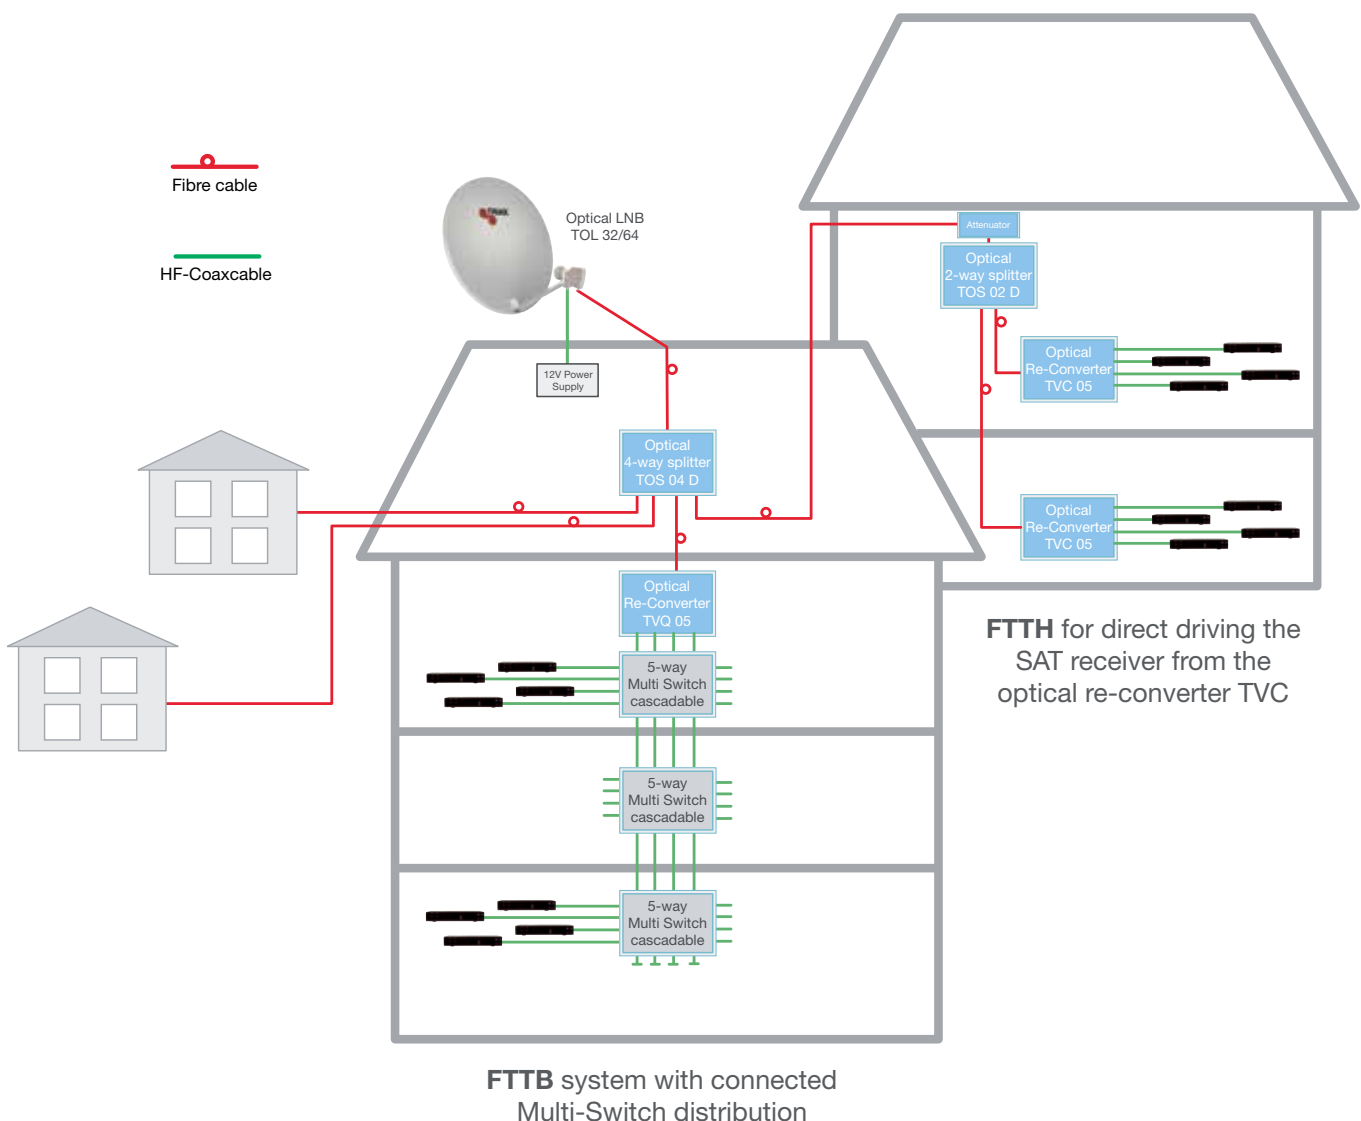 Fibre cable
HF-Coaxcable
Optical LNB
TOL 32/64
12V Power
Supply
Attenuator
Optical
2-way splitter
TOS 02 D
Optical
Re-Converter
TVC 05
Optical
4-way splitter
TOS 04 D
Optical
Re-Converter
TVC 05
Optical
Re-Converter
TVQ 05
FTTH for direct driving the
SAT receiver from the
optical re-converter TVC
5-way
Multi Switch
cascadable
5-way
Multi Switch
cascadable
5-way
Multi Switch
cascadable
FTTB system with connected
Multi-Switch distribution